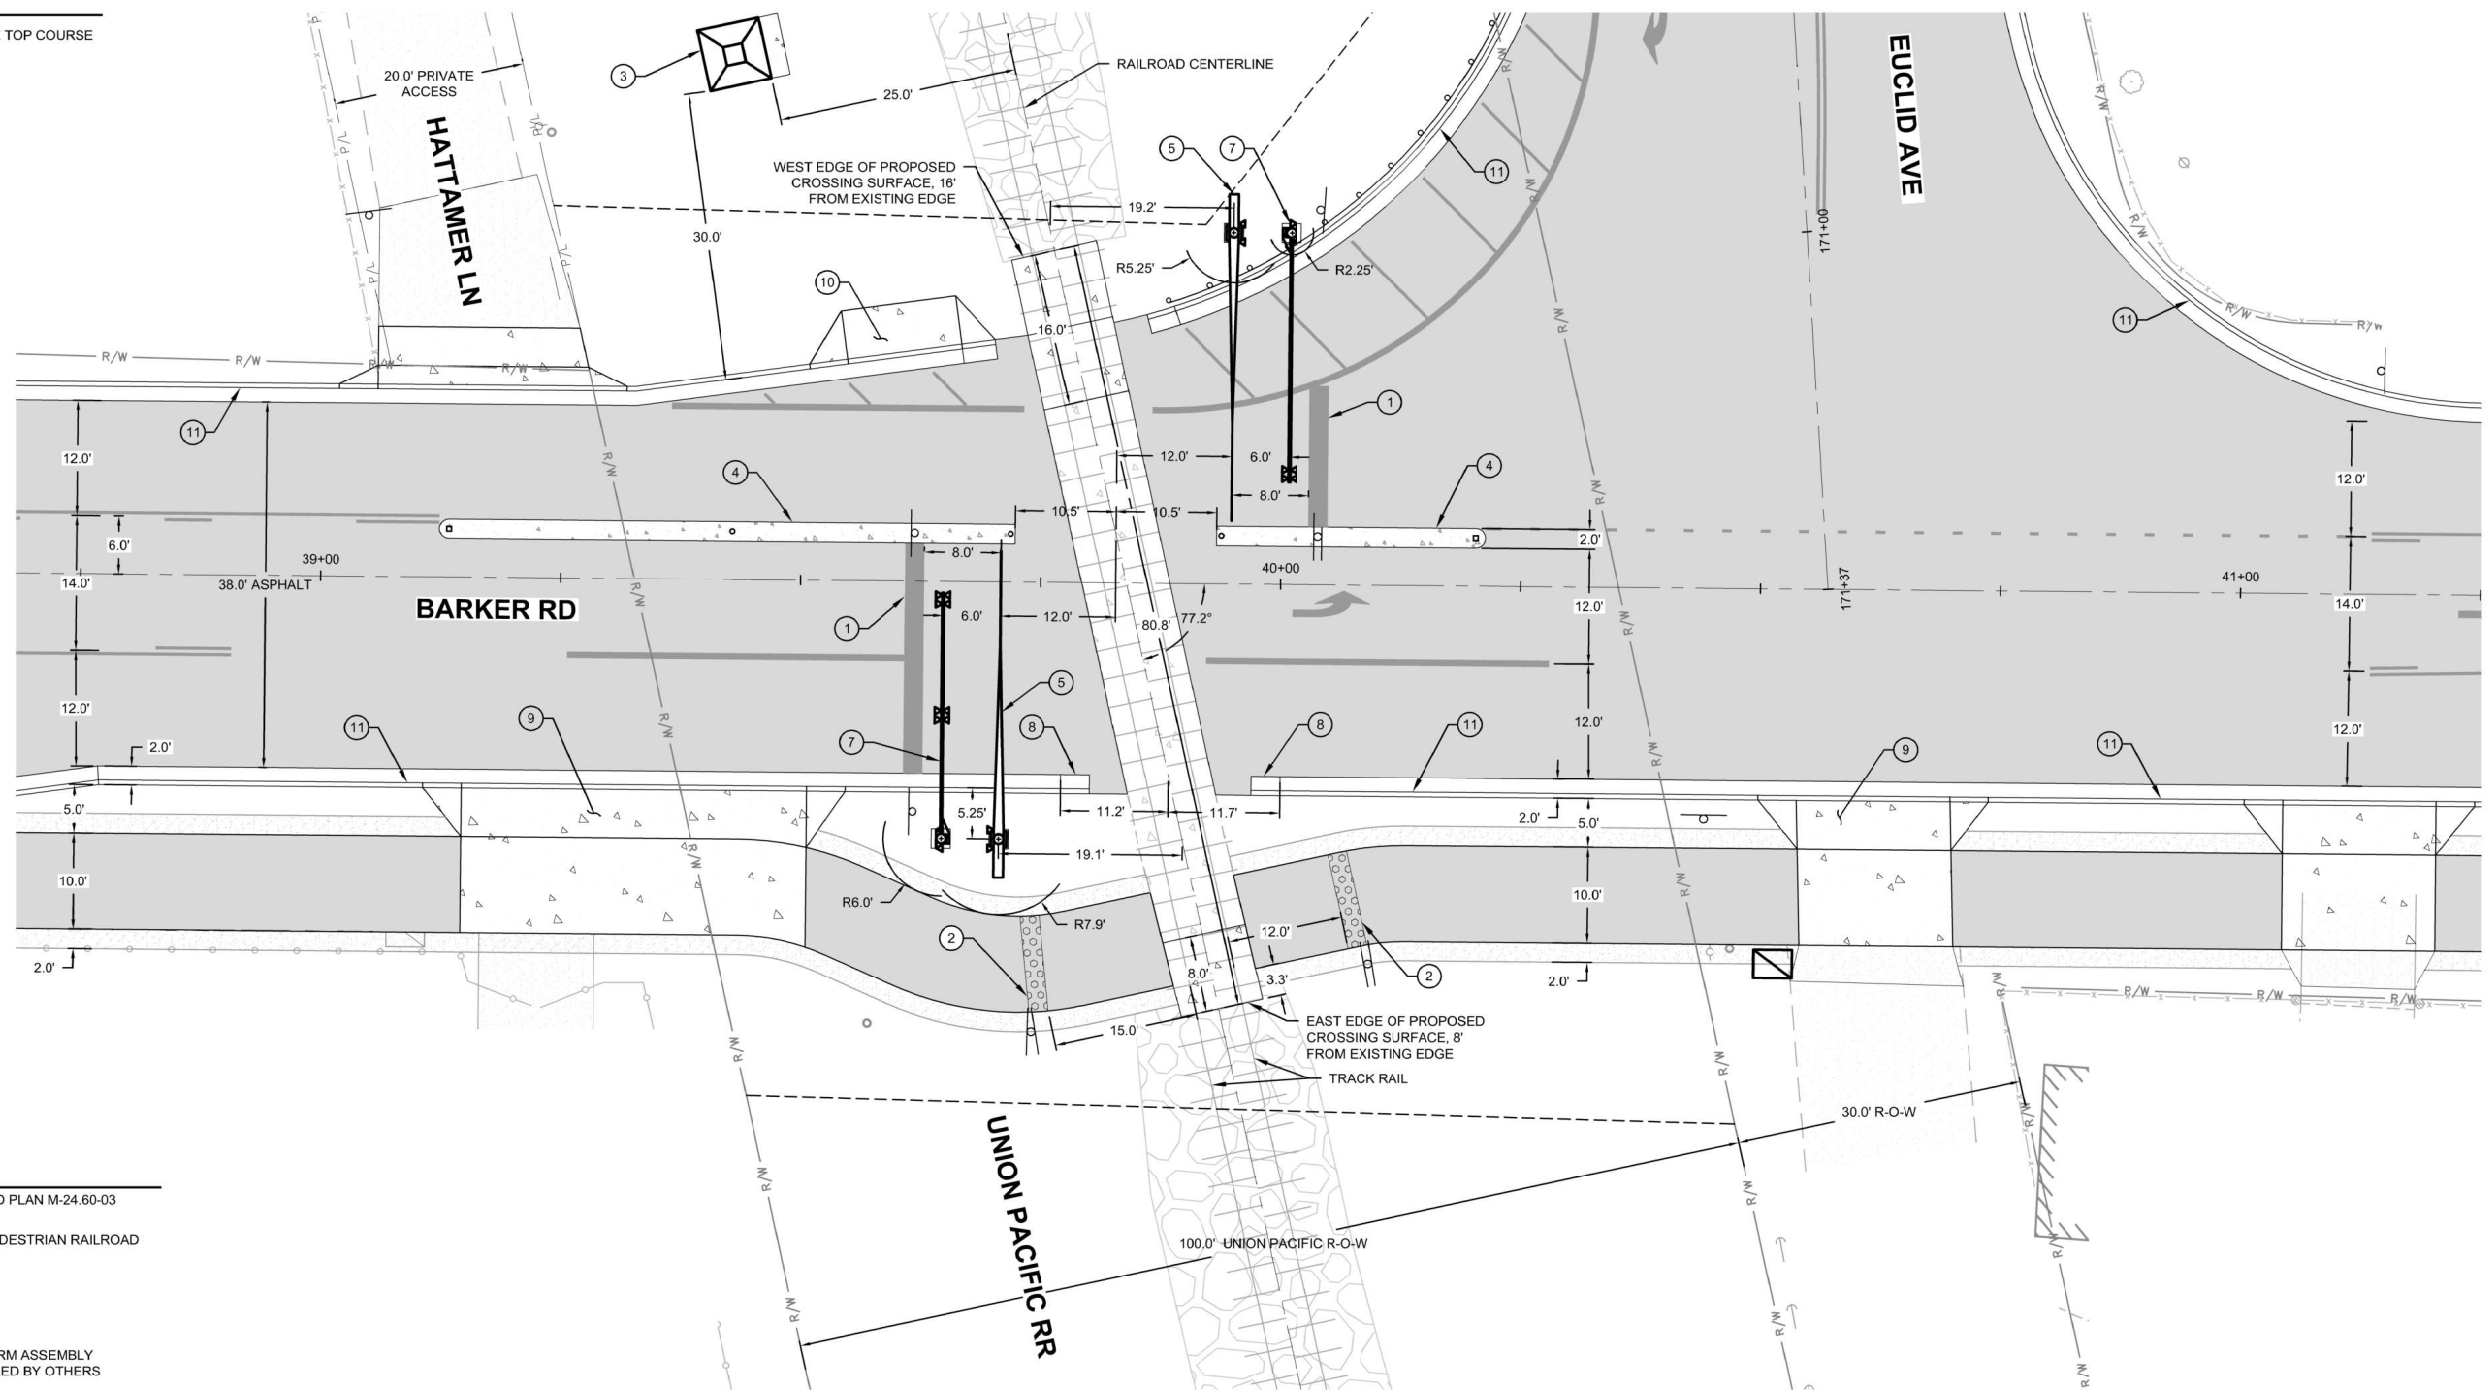 TOP COURSE
20.0' PRIVATE
ACCESS
HATTAMER LN
3
25.0'
RAILROAD CENTERLINE
EUCLID AVE
WEST EDGE OF PROPOSED
CROSSING SURFACE, 16'
FROM EXISTING EDGE
5
7
11
19.2'
30.0'
R5.25'
R2.25'
171+00
10
16.0'
11
P/L
P/L
P/L
P/L
P/L
R/W
R/W
R/W
R/W
R/W
R/W
R/W
R/W
R/W
R/W
R/W
11
1
12.0'
4
12.0'
6.0'
8.0'
4
12.0'
10.5'
10.5'
2.0'
6.0'
39+00
8.0'
40+00
171+37
41+00
14.0'
38.0' ASPHALT
BARKER RD
1
6.0'
12.0'
80.8'
77.2°
12.0'
14.0'
R/W
R/W
R/W
R/W
5
12.0'
11
9
7
8
8
11
12.0'
9
11
12.0'
2.0'
R/W
R/W
5.0'
5.25'
11.2'
11.7'
2.0'
5.0'
19.1'
10.0'
R6.0'
R7.9'
10.0'
R/W
R/W
2
12.0'
2
2.0'
8.0'
3.3'
2.0'
15.0'
R/W
R/W
R/W
R/W
EAST EDGE OF PROPOSED
CROSSING SURFACE, 8'
FROM EXISTING EDGE
TRACK RAIL
R/W
R/W
30.0' R-O-W
R/W
UNION PACIFIC RR
PLAN M-24.60-03
R/W
R/W
DESTRIAN RAILROAD
100.0' UNION PACIFIC R-O-W
R/W
R/W
R/W
RM ASSEMBLY
ED BY OTHERS
R/W